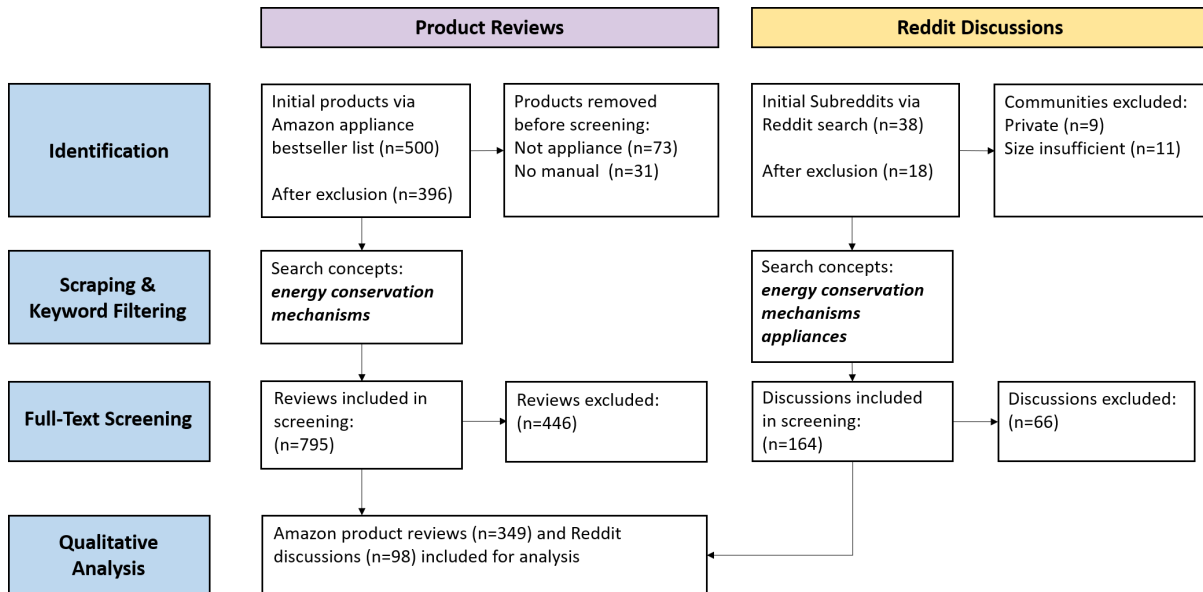 Product Reviews
Reddit Discussions
Identification
Initial products via
Amazon appliance
bestseller list (n=500)
After exclusion (n=396)
Products removed
before screening:
Not appliance (n=73)
No manual (n=31)
Initial Subreddits via
Reddit search (n=38)
After exclusion (n=18)
Communities excluded:
Private (n=9)
Size insufficient (n=11)
Scraping &
Keyword Filtering
Search concepts:
energy conservation
mechanisms
Search concepts:
energy conservation
mechanisms
appliances
Full-Text Screening
Reviews included in
screening:
(n=795)
Reviews excluded:
(n=446)
Discussions included
in screening:
(n=164)
Discussions excluded:
(n=66)
Qualitative
Analysis
Amazon product reviews (n=349) and Reddit
discussions (n=98) included for analysis